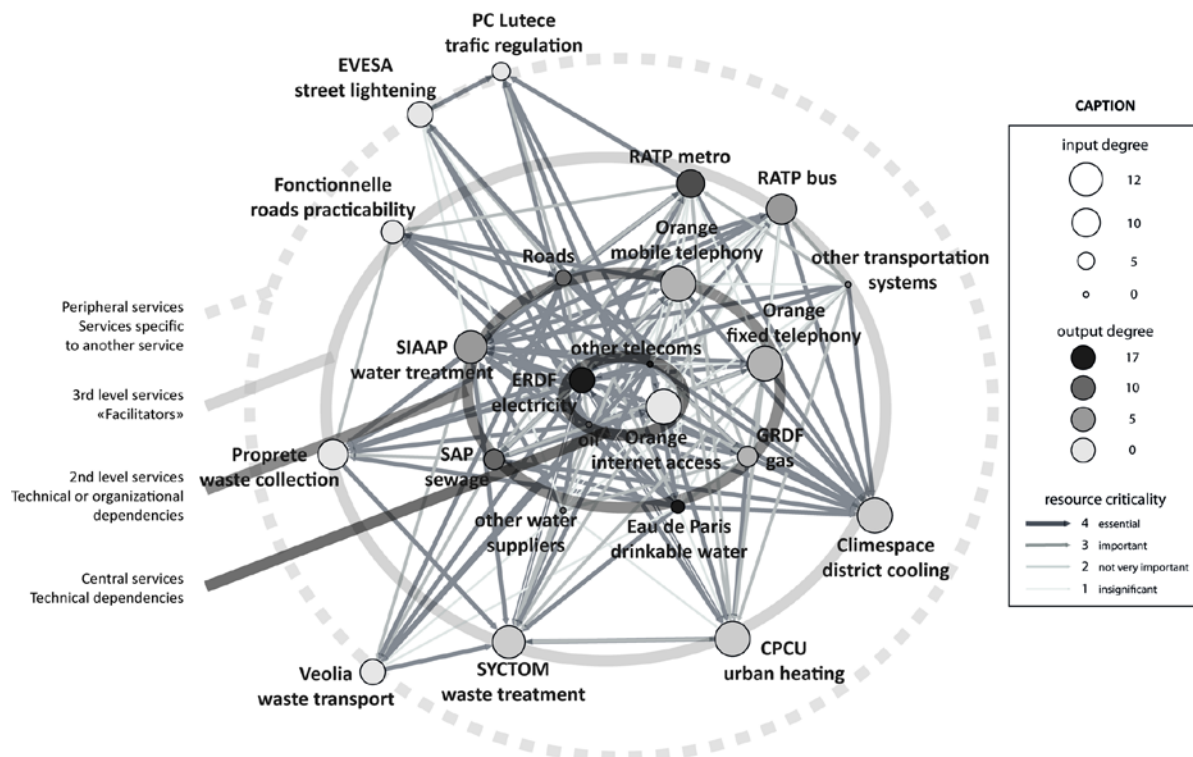 PC Lutece
trafic regulation
EVESA
street lightening
RATP metro
RATP bus
Fonctionnelle
roads practicability
Orange
mobile telephony
Roads
other transportation
systems
Orange
fixed telephony
SIAAP
water treatment
other telecoms
ERDF
electricity
oil
Orange
internet access
GRDF
gas
Proprete
waste collection
SAP
sewage
other water
suppliers
Eau de Paris
drinkable water
Climespace
district cooling
Veolia
waste transport
SYCTOM
waste treatment
CPCU
urban heating
Peripheral services
Services specific
to another service
3rd level services
«Facilitators»
2nd level services
Technical or organizational
dependencies
Central services
Technical dependencies
CAPTION
input degree
12
10
5
0
output degree
17
10
5
0
resource criticality
4 essential
3 important
2 not very important
1 insignificant